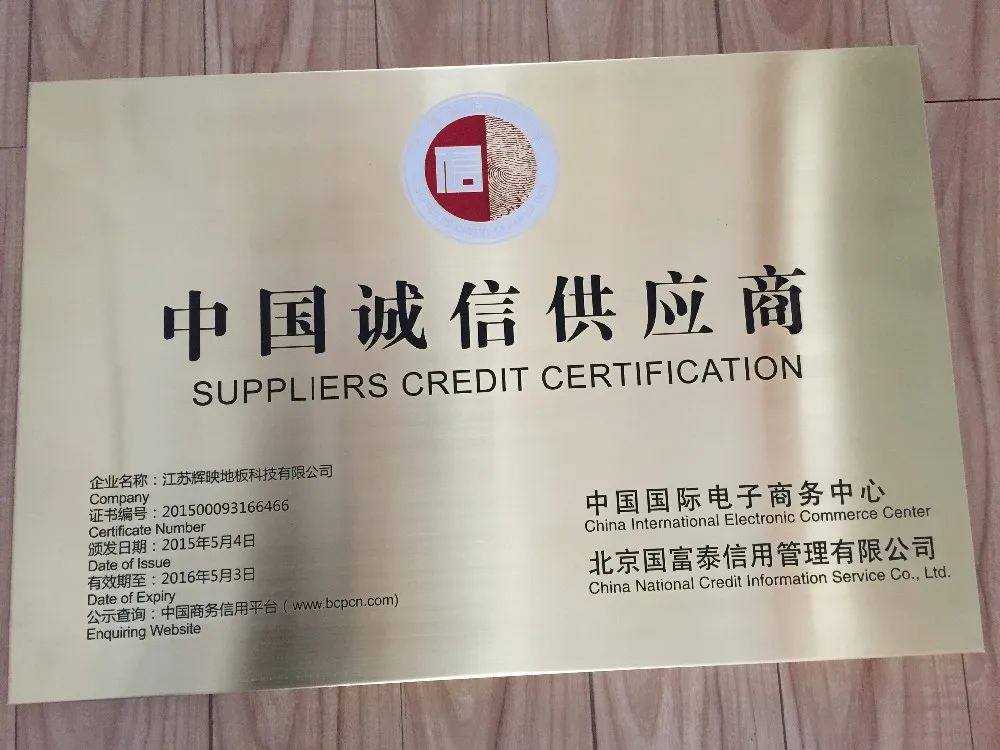 信
中国诚信供应商
SUPPLIERS CREDIT CERTIFICATION
企业名称：江苏辉映地板科技有限公司
Company
证书编号：201500093166466
Certificate Number
颁发日期：2015年5月4日
Date of Issue
有效期至：2016年5月3日
Date of Expiry
公示查询：中国商务信用平台（www.bcpcn.com)
Enquiring Website
中国国际电子商务中心
China International Electronic Commerce Center
北京国富泰信用管理有限公司
China National Credit Information Service Co., Ltd.